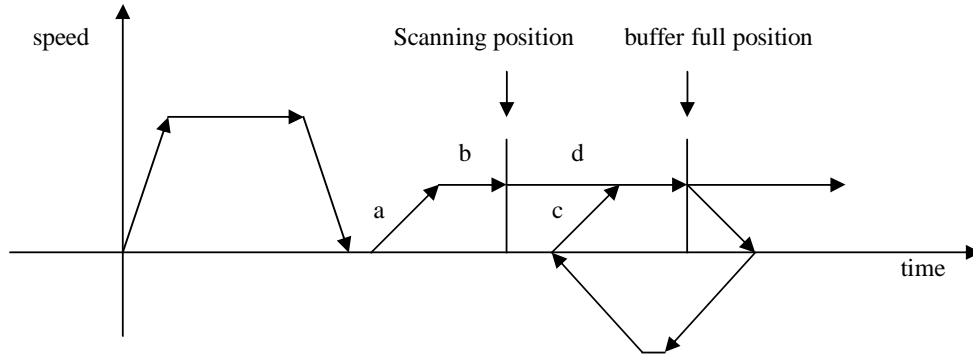 speed
Scanning position
buffer full position
b
d
a
c
time